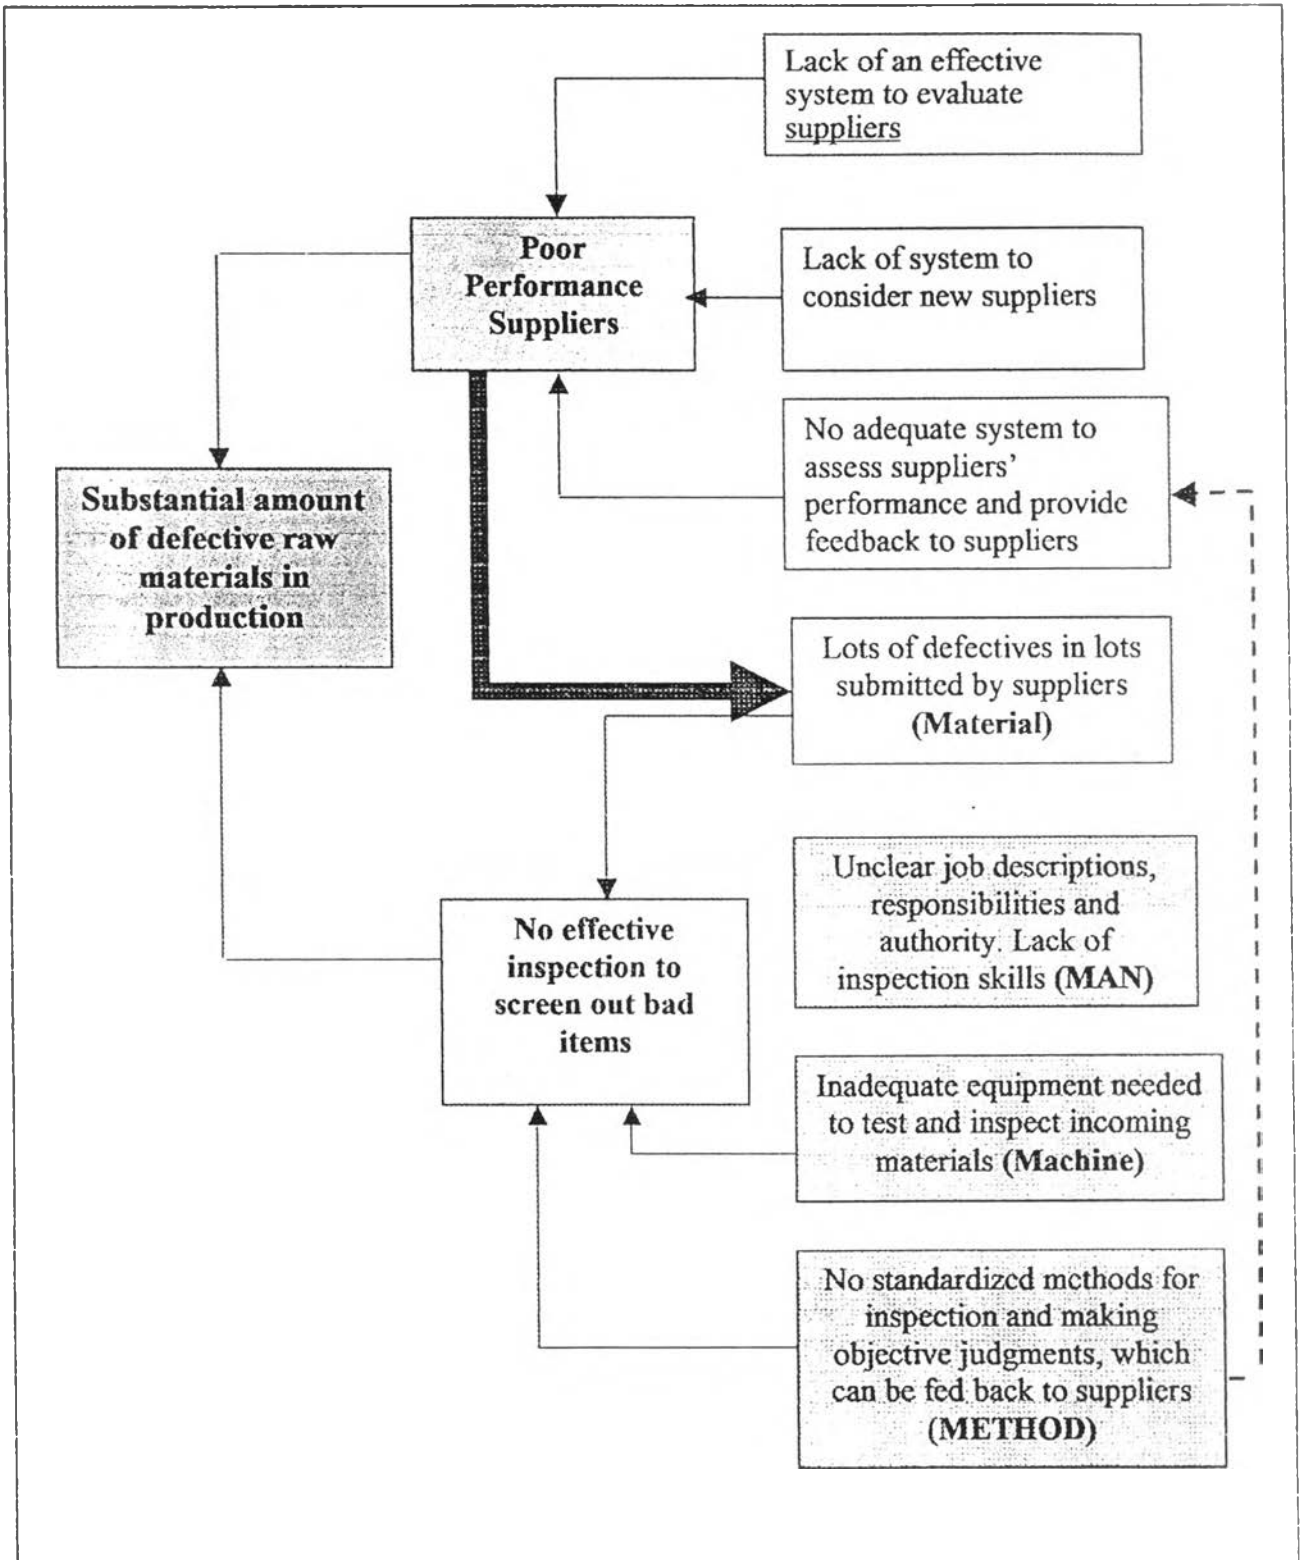 Lack of an effective
system to evaluate
suppliers
Poor
Performance
Suppliers
Lack of system to
consider new suppliers
No adequate system to
assess suppliers’
performance and provide
feedback to suppliers
Substantial amount
of defective raw
materials in
production
Lots of defectives in lots
submitted by suppliers
(Material)
Unclear job descriptions,
responsibilities and
authority. Lack of
inspection skills (MAN)
No effective
inspection to
screen out bad
items
Inadequate equipment needed
to test and inspect incoming
materials (Machine)
No standardized methods for
inspection and making
objective judgments, which
can be fed back to suppliers
(METHOD)